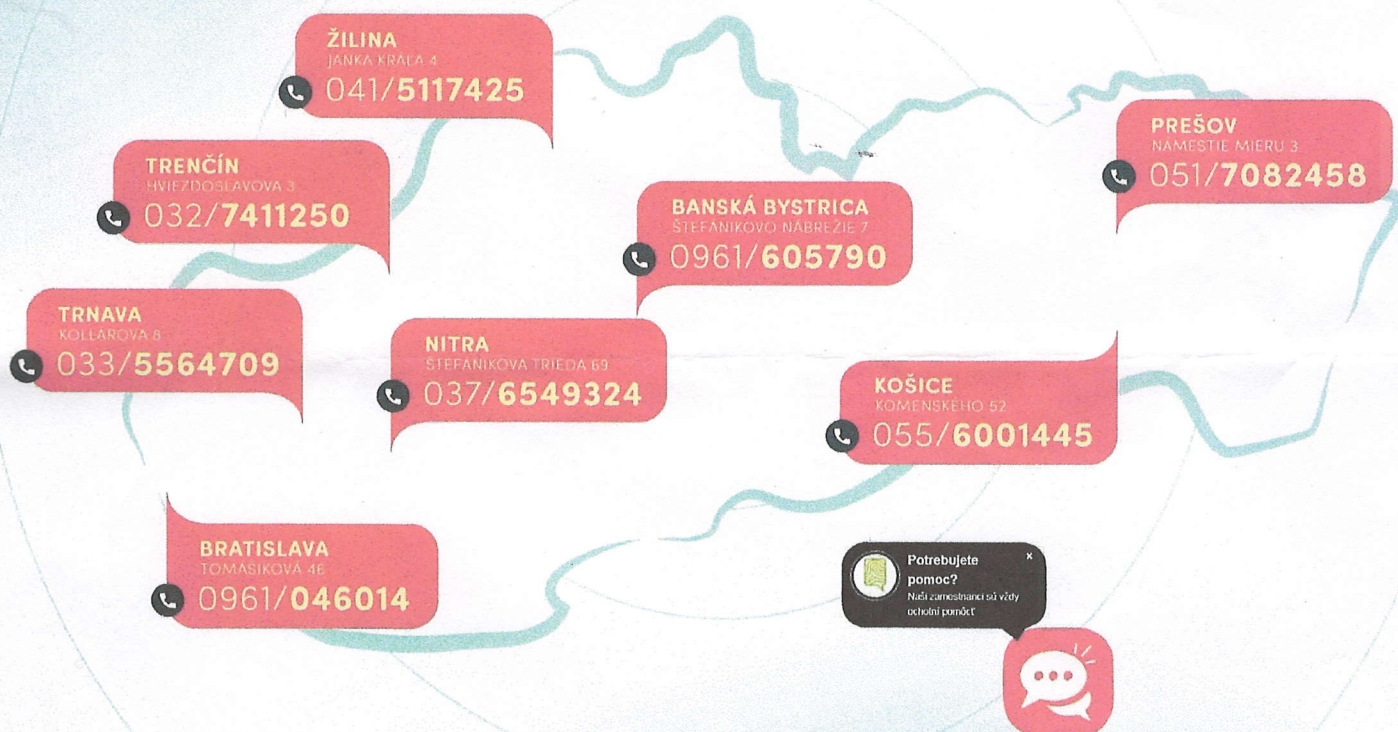 ŽILINA
JANKA KRÁĽA 4
041/5117425
PREŠOV
NÁMESTIE MIERU 3
051/7082458
TRENČÍN
HVIEZDOSLAVOVA 3
032/7411250
BANSKÁ BYSTRICA
ŠTEFÁNIKOVO NÁBREŽIE 7
0961/605790
TRNAVA
KOLLÁROVA 8
033/5564709
NITRA
ŠTEFÁNIKOVA TRIEDA 69
037/6549324
KOŠICE
KOMENSKÉHO 52
055/6001445
BRATISLAVA
TOMÁŠIKOVÁ 46
0961/046014
Potrebujete
pomoc?
Naši zamestnanci sú vždy
ochotní pomôcť
x